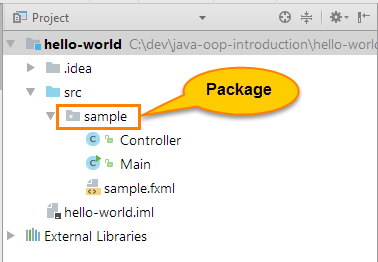 Project
hello-world C:\dev\java-oop-introduction\hello-worl
.idea
src
sample
Package
Controller
Main
sample.fxml
hello-world.iml
External Libraries